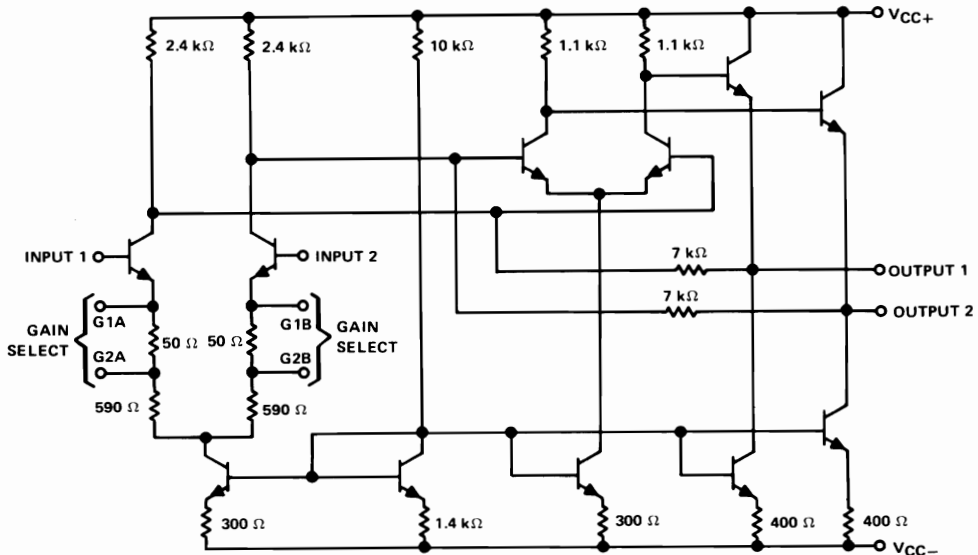 VCC+
2.4 kΩ
2.4 kΩ
10 kΩ
1.1 kΩ
1.1 kΩ
INPUT 1
INPUT 2
7 kΩ
OUTPUT 1
7 kΩ
OUTPUT 2
GAIN
SELECT
G1A
G2A
50 Ω
50 Ω
G1B
G2B
GAIN
SELECT
590 Ω
590 Ω
300 Ω
1.4 kΩ
300 Ω
400 Ω
400 Ω
VCC−